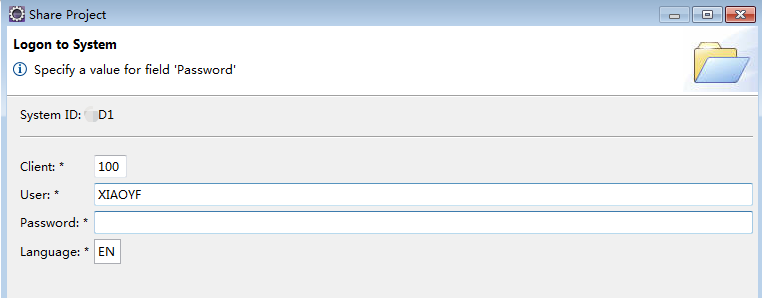 Share Project
Logon to System
Specify a value for field 'Password'
System ID: D1
Client: * 100
User: * XIAOYF
Password: *
Language: * EN